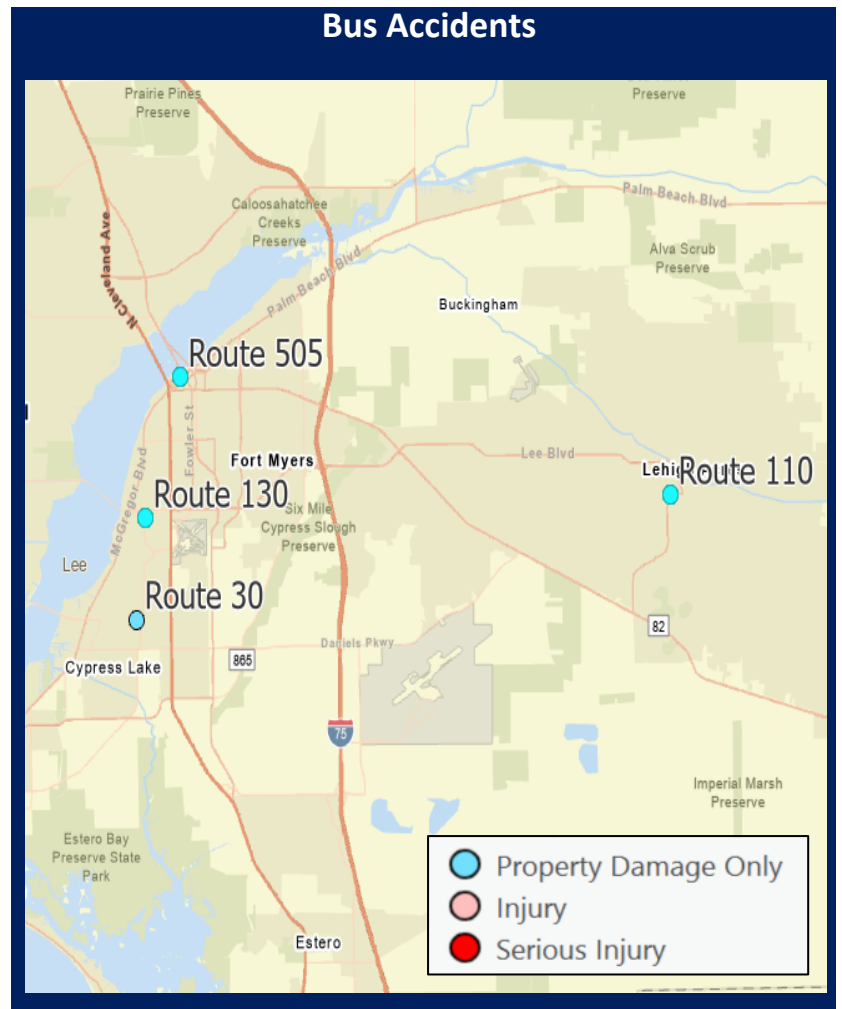 Bus Accidents
Prairie Pines
Preserve
Preserve
Palm Beach Blvd
Caloosahatchee
Creeks
Preserve
N Cleveland Ave
Alva Scrub
Preserve
Palm Beach Blvd
Buckingham
Route 505
Fowler St
Lee Blvd
Fort Myers
McGregor Blvd
Route 110
Route 130
Six Mile
Cypress Slough
Preserve
Lee
Route 30
82
Daniels Pkwy
865
Cypress Lake
75
Imperial Marsh
Preserve
Estero Bay
Preserve State
Park
Estero
Property Damage Only
Injury
Serious Injury